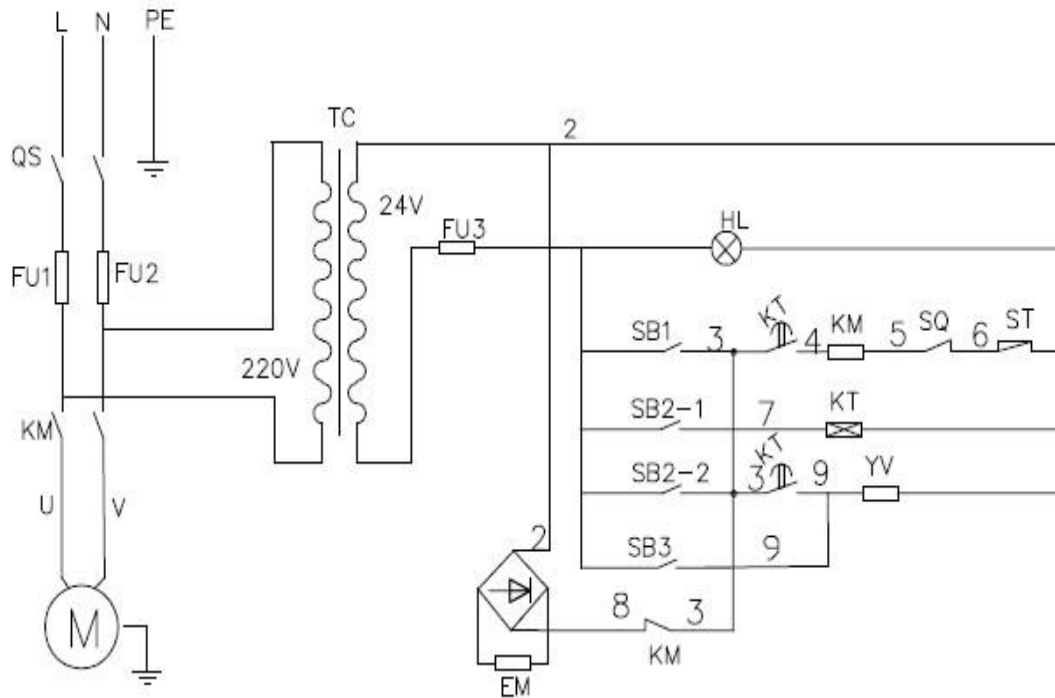 L N PE
TC
2
QS
24V
HL
FU3
FU1 FU2
SB1 3 KT 4 KM 5 SQ 6 ST
220V
SB2-1 7 KT
KM
SB2-2 3 KT 9 YV
U V
2 SB3 9
M
8 3
KM
EM